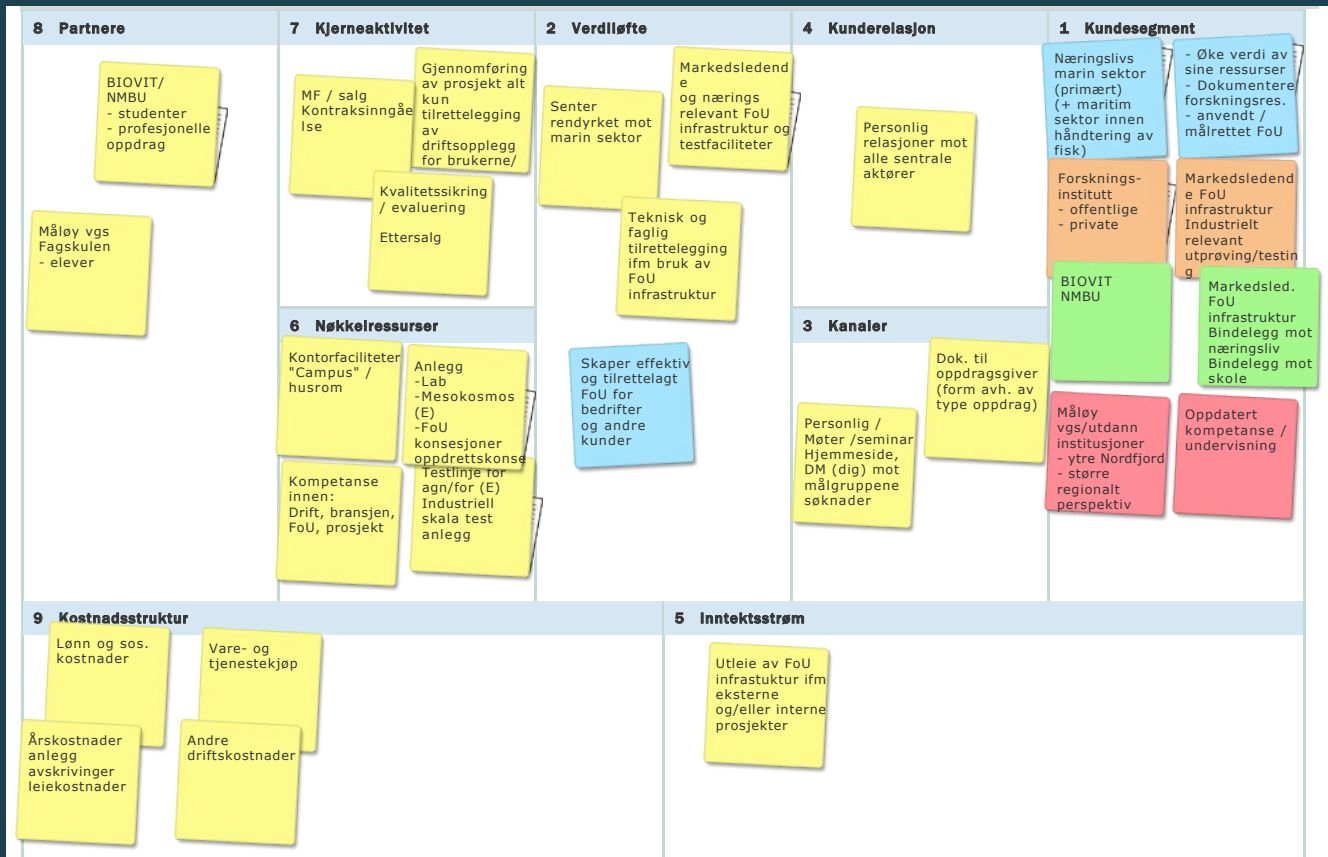 8 Partnere
BIOVIT/
NMBU
- studenter
- profesjonelle
oppdrag
Måløy vgs
Fagskulen
- elever
7 Kjerneaktivitet
MF / salg
Kontraksinngåe
lse
Gjennomføring
av prosjekt alt
kun
tilrettelegging
av
driftsopplegg
for brukerne/
Kvalitetssikring
/ evaluering
Ettersalg
6 Nøkkelressurser
Kontorfaciliteter
"Campus" /
husrom
Anlegg
-Lab
-Mesokosmos
(E)
-FoU
konsesjoner
oppdrettskonse
Kompetanse
innen:
Drift, bransjen,
FoU, prosjekt
Testlinje for
agn/for (E)
Industriell
skala test
anlegg
2 Verdiløfte
Senter
rendyrket mot
marin sektor
Markedsledend
e
og nærings
relevant FoU
infrastruktur og
testfaciliteter
Teknisk og
faglig
tilrettelegging
ifm bruk av
FoU
infrastruktur
Skaper effektiv
og tilrettelagt
FoU for
bedrifter
og andre
kunder
4 Kunderelasjon
Personlig
relasjoner mot
alle sentrale
aktører
3 Kanaler
Dok. til
oppdragsgiver
(form avh. av
type oppdrag)
Personlig /
Møter /seminar
Hjemmeside,
DM (dig) mot
målgruppene
søknader
1 Kundesegment
Næringslivs
marin sektor
(primært)
(+ maritim
sektor innen
håndtering av
fisk)
- Øke verdi av
sine ressurser
- Dokumentere
forskningsres.
- anvendt /
målrettet FoU
Forsknings-
institutt
- offentlige
- private
Markedsledend
e FoU
infrastruktur
Industrielt
relevant
utprøving/testin
g
BIOVIT
NMBU
Markedsled.
FoU
infrastruktur
Bindelegg mot
næringsliv
Bindelegg mot
skole
Måløy
vgs/utdann
institusjoner
- ytre Nordfjord
- større
regionalt
perspektiv
Oppdatert
kompetanse /
undervisning
9 Kostnadsstruktur
Lønn og sos.
kostnader
Vare- og
tjenestekjøp
Årskostnader
anlegg
avskrivinger
leiekostnader
Andre
driftskostnader
5 Inntektsstrøm
Utleie av FoU
infrastuktur ifm
eksterne
og/eller interne
prosjekter